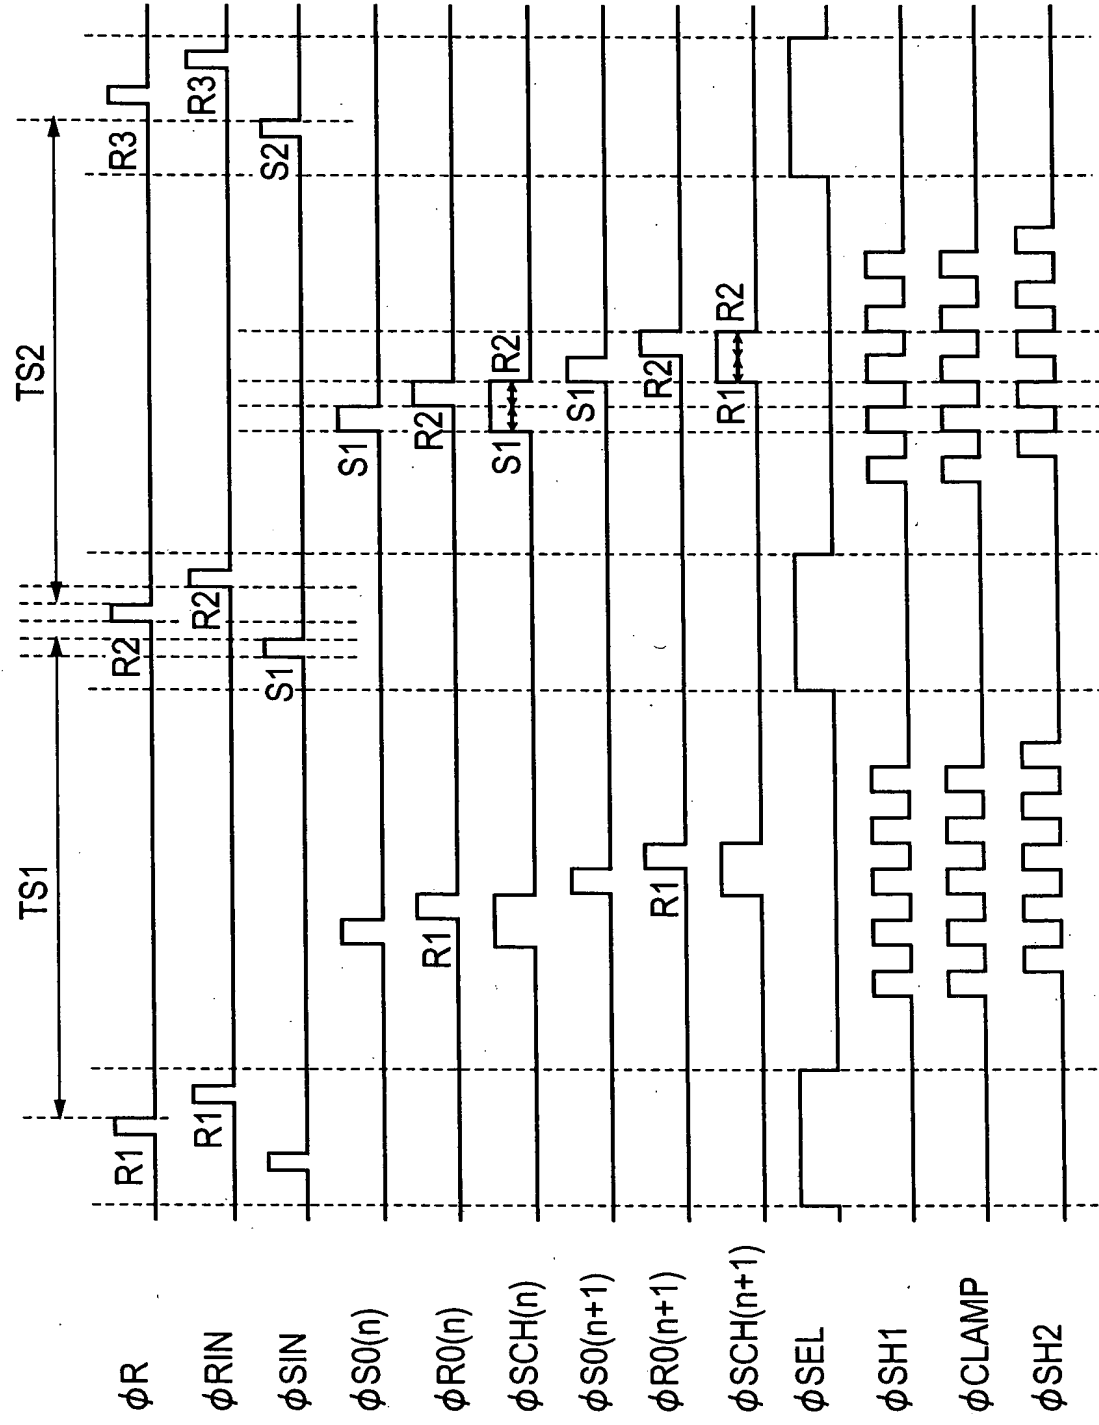 TS1 TS2
φR R1 R2 R3
φRIN R1 R2 R3
φSIN S1 S2
φS0(n) S1
φR0(n) R1 R2
φSCH(n) S1 R2
φS0(n+1) S1
φR0(n+1) R1 R2
φSCH(n+1) R1 R2
φSEL
φSH1
φCLAMP
φSH2